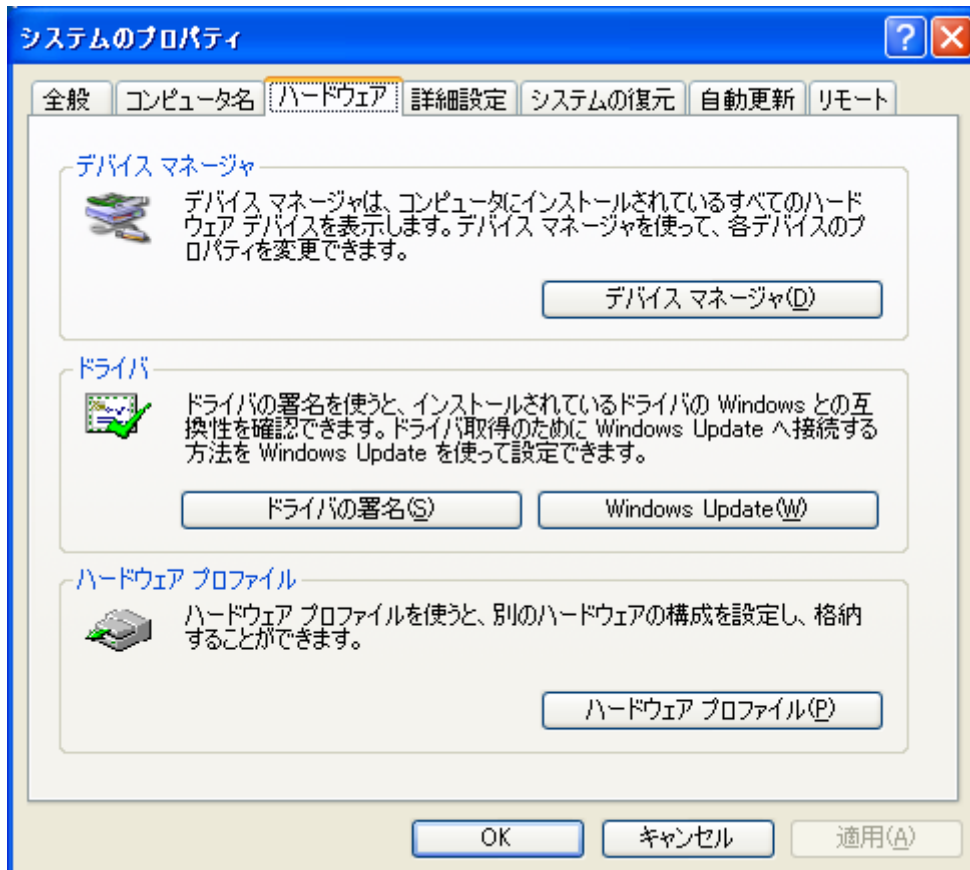 システムのプロパティ
全般 コンピュータ名 ハードウェア 詳細設定 システムの復元 自動更新 リモート
デバイス マネージャ
デバイス マネージャは、コンピュータにインストールされているすべてのハード
ウェア デバイスを表示します。デバイス マネージャを使って、各デバイスのプ
ロパティを変更できます。
デバイス マネージャ(D)
ドライバ
ドライバの署名を使うと、インストールされているドライバの Windows との互
換性を確認できます。ドライバ取得のために Windows Update へ接続する
方法を Windows Update を使って設定できます。
ドライバの署名(S) Windows Update(W)
ハードウェア プロファイル
ハードウェア プロファイルを使うと、別のハードウェアの構成を設定し、格納
することができます。
ハードウェア プロファイル(P)
OK キャンセル 適用(A)